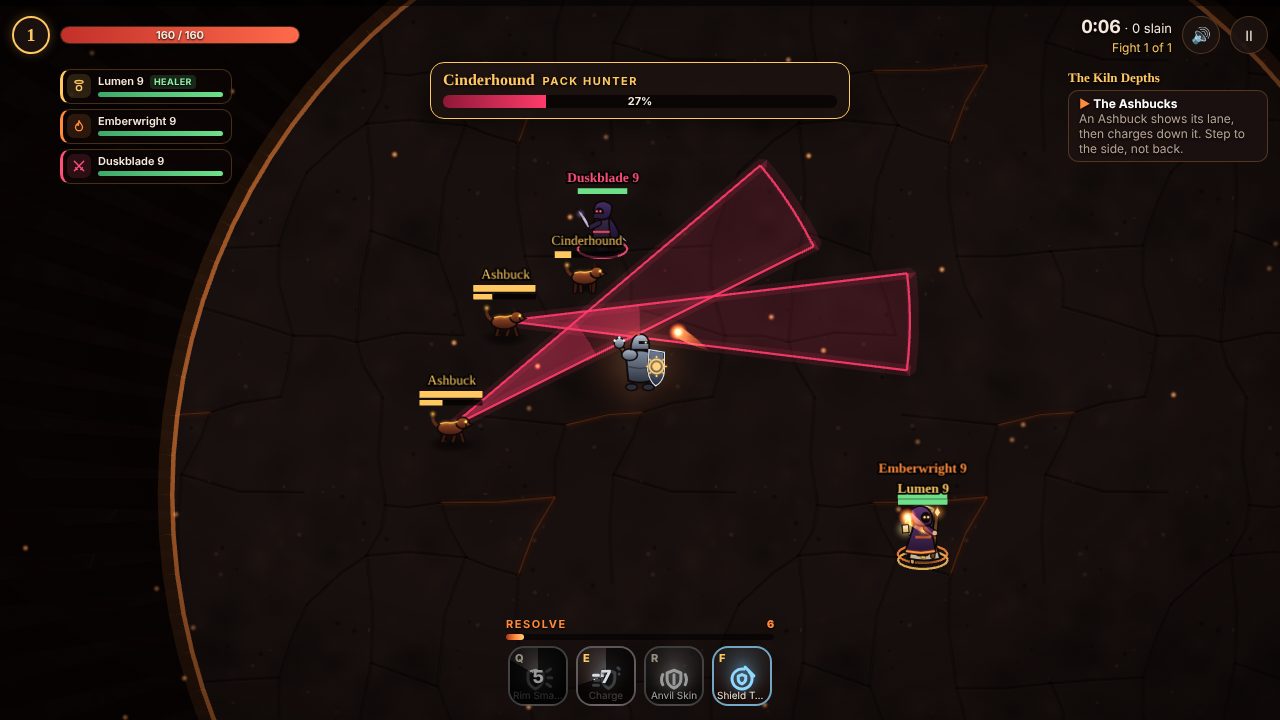 1
160 / 160
0:06 · 0 slain
Fight 1 of 1
Lumen 9 HEALER
Emberwright 9
Duskblade 9
Cinderhound PACK HUNTER
27%
The Kiln Depths
▶ The Ashbucks
An Ashbuck shows its lane,
then charges down it. Step to
the side, not back.
Duskblade 9
Cinderhound
Ashbuck
Ashbuck
Emberwright 9
Lumen 9
RESOLVE 6
Q 5 Rim Sma...
E 7 Charge
R Anvil Skin
F Shield T...